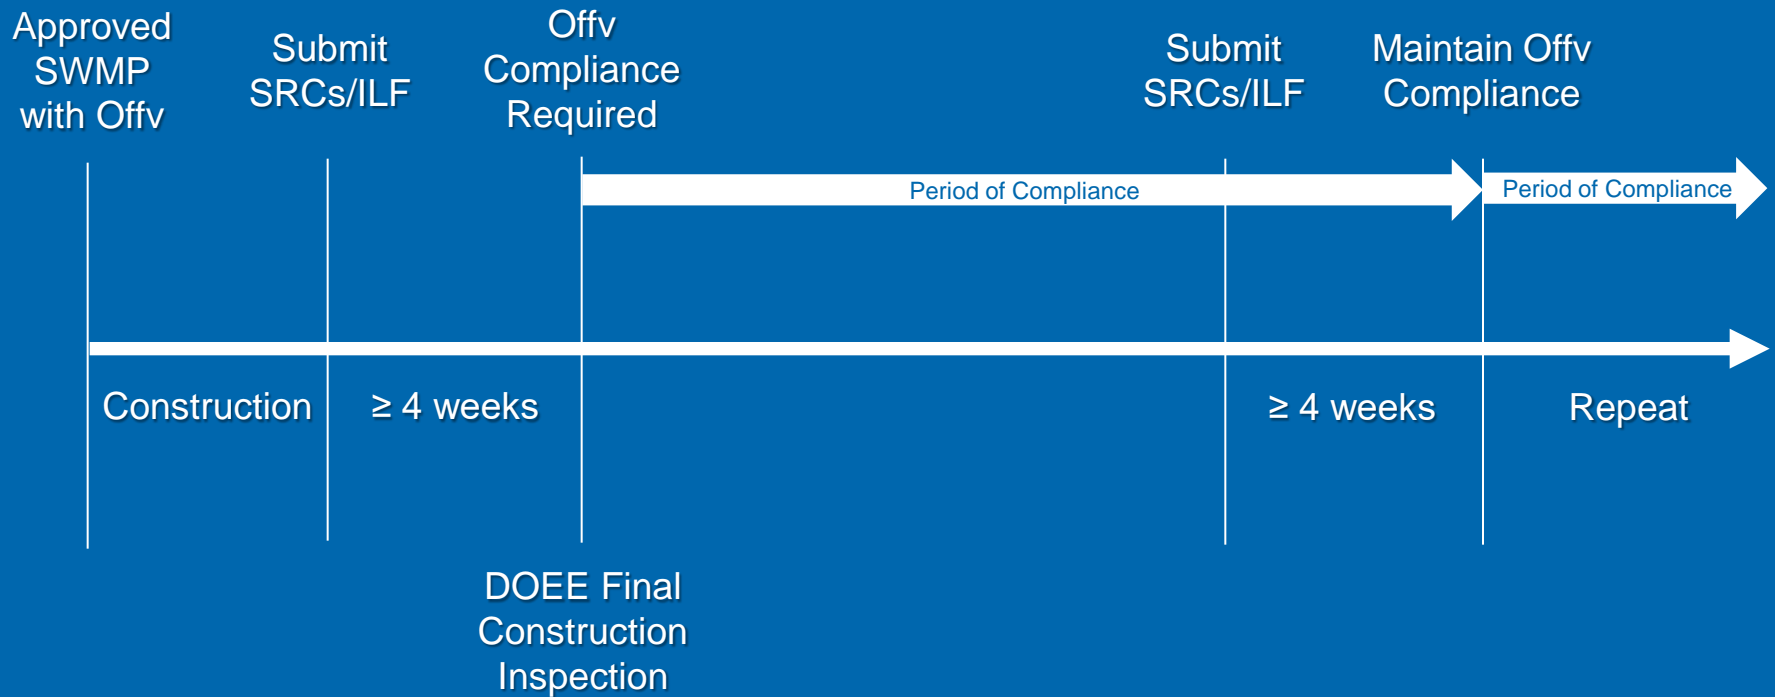 Approved
SWMP
with Offv
Submit
SRCs/ILF
Offv
Compliance
Required
Submit
SRCs/ILF
Maintain Offv
Compliance
Period of Compliance
Period of Compliance
Construction
≥ 4 weeks
≥ 4 weeks
Repeat
DOEE Final
Construction
Inspection